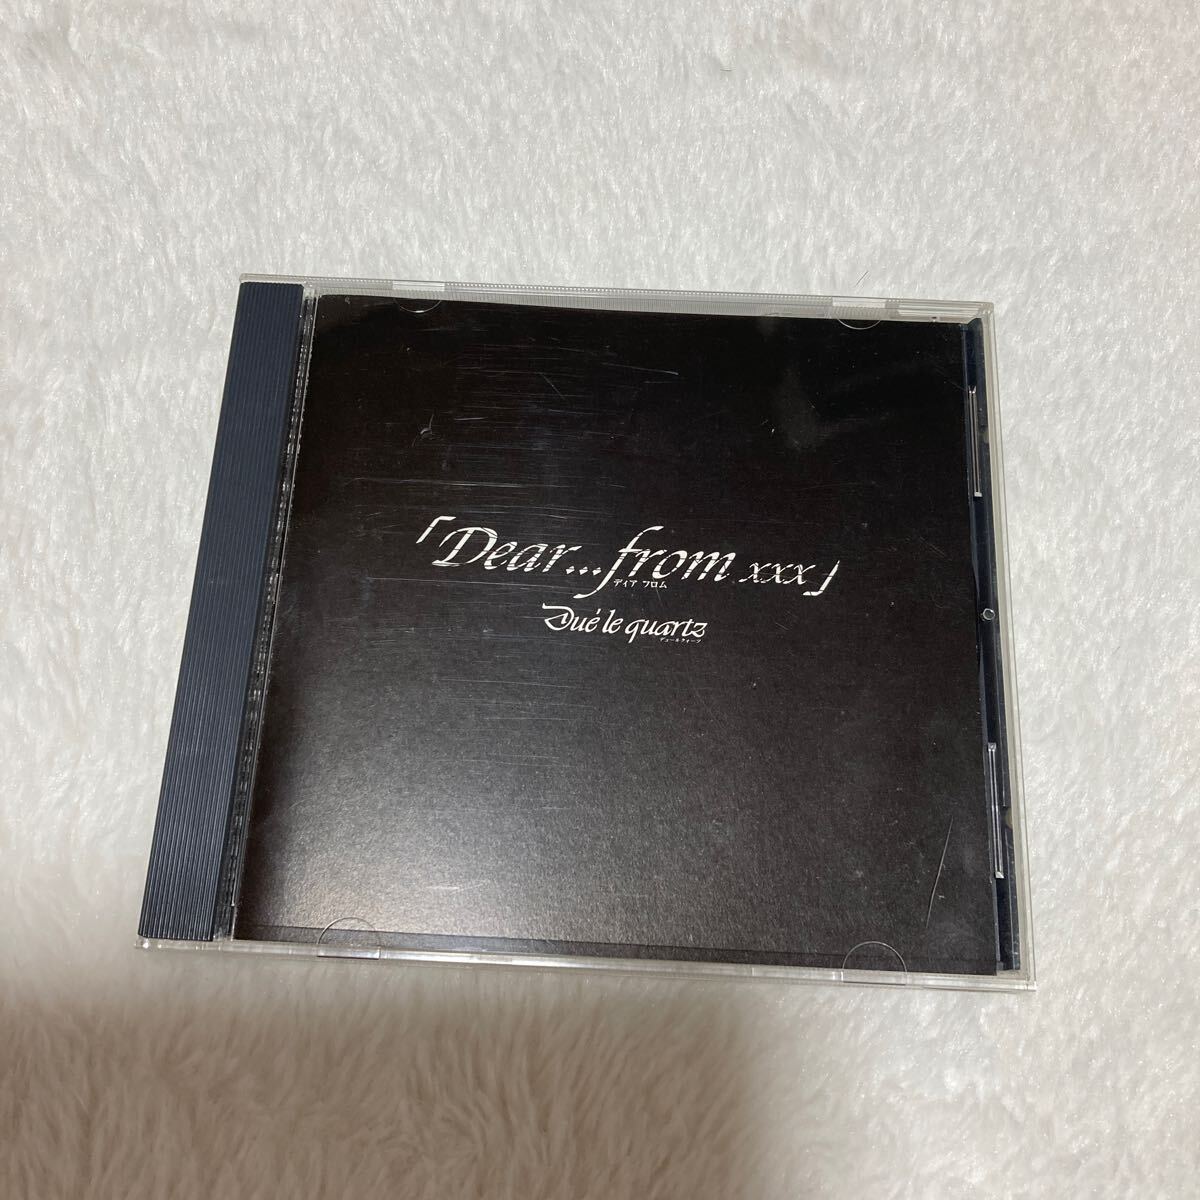 「Dear...from xxx」
ディア フロム
Dué le quartz
デュールクォーツ